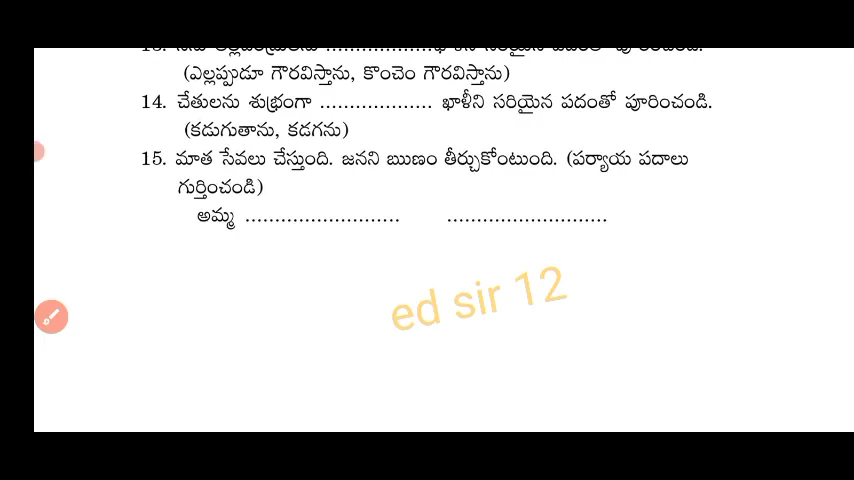 (ఎల్లప్పుడూ గౌరవిస్తాను, కొంచెం గౌరవిస్తాను)
14. చేతులను శుభ్రంగా ................... ఖాళీని సరియైన పదంతో పూరించండి.
(కడుగుతాను, కడగను)
15. మాత సేవలు చేస్తుంది. జనని ఋణం తీర్చుకోంటుంది. (పర్యాయ పదాలు
గుర్తించండి)
అమ్మ .......................... ...........................
ed sir 12